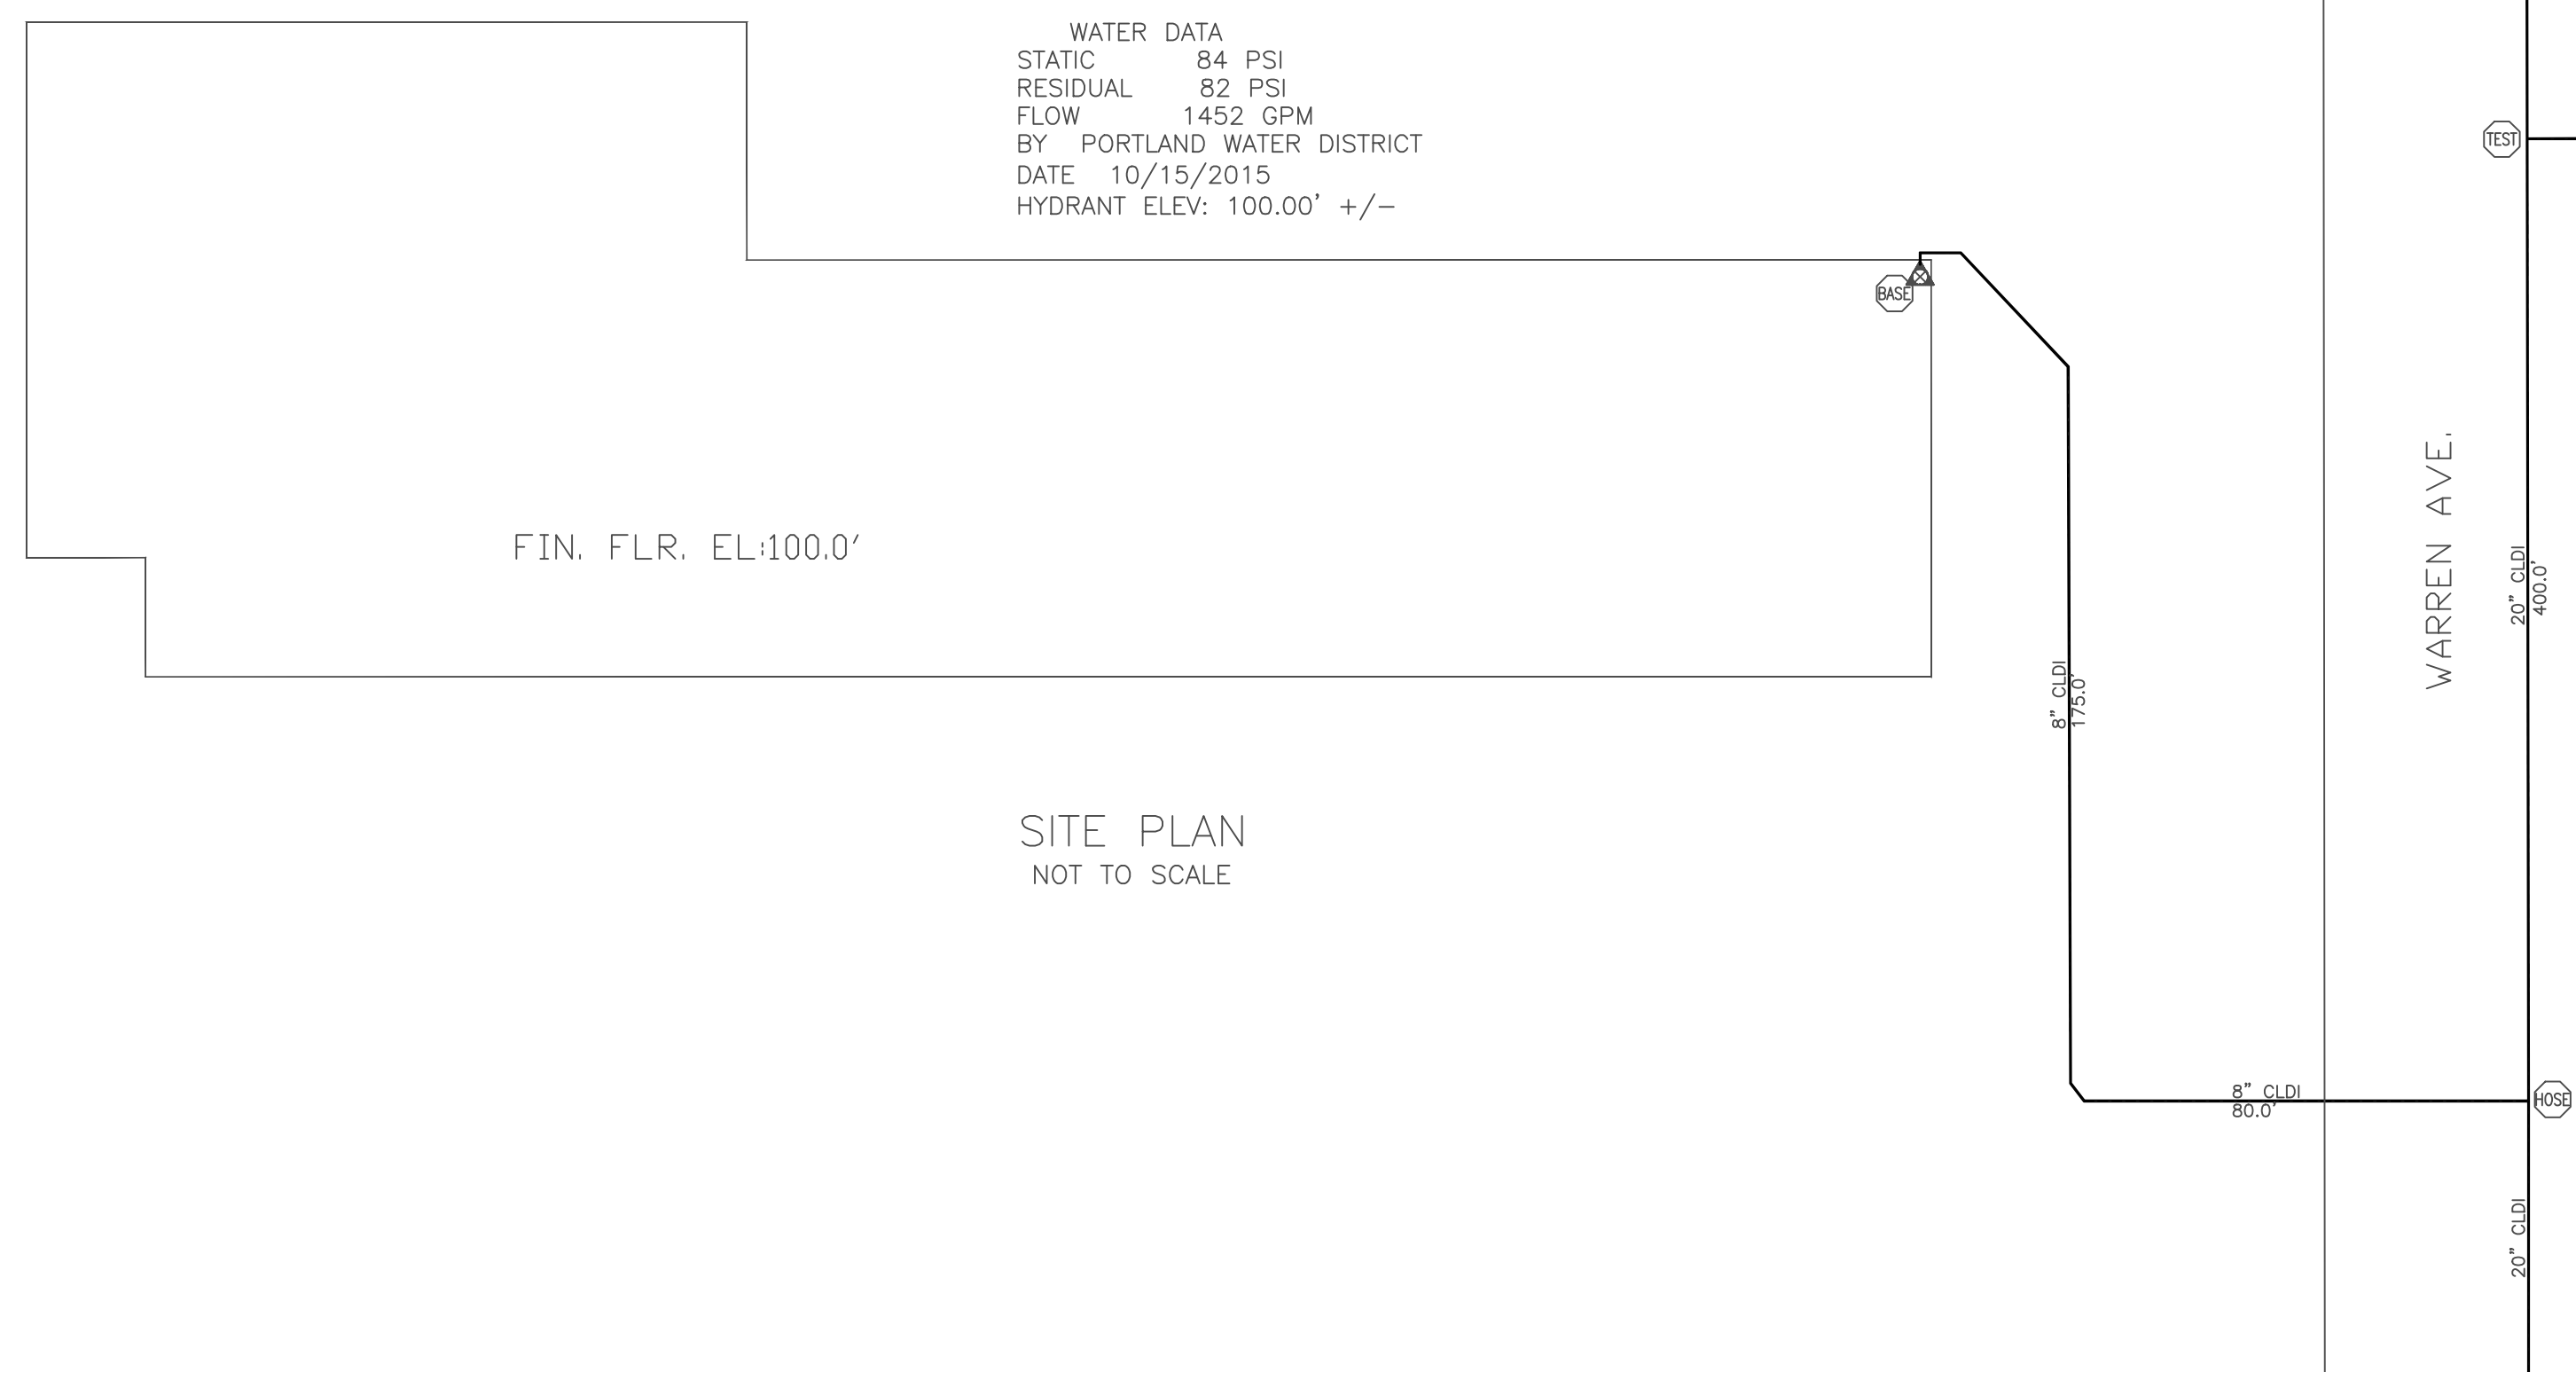 WATER DATA
STATIC 84 PSI
RESIDUAL 82 PSI
FLOW 1452 GPM
BY PORTLAND WATER DISTRICT
DATE 10/15/2015
HYDRANT ELEV: 100.00' +/-
TEST
BASE
FIN. FLR. EL:100.0'
WARREN AVE.
20" CLDI
400.0'
8" CLDI
175.0'
SITE PLAN
NOT TO SCALE
8" CLDI
80.0'
HOSE
20" CLDI